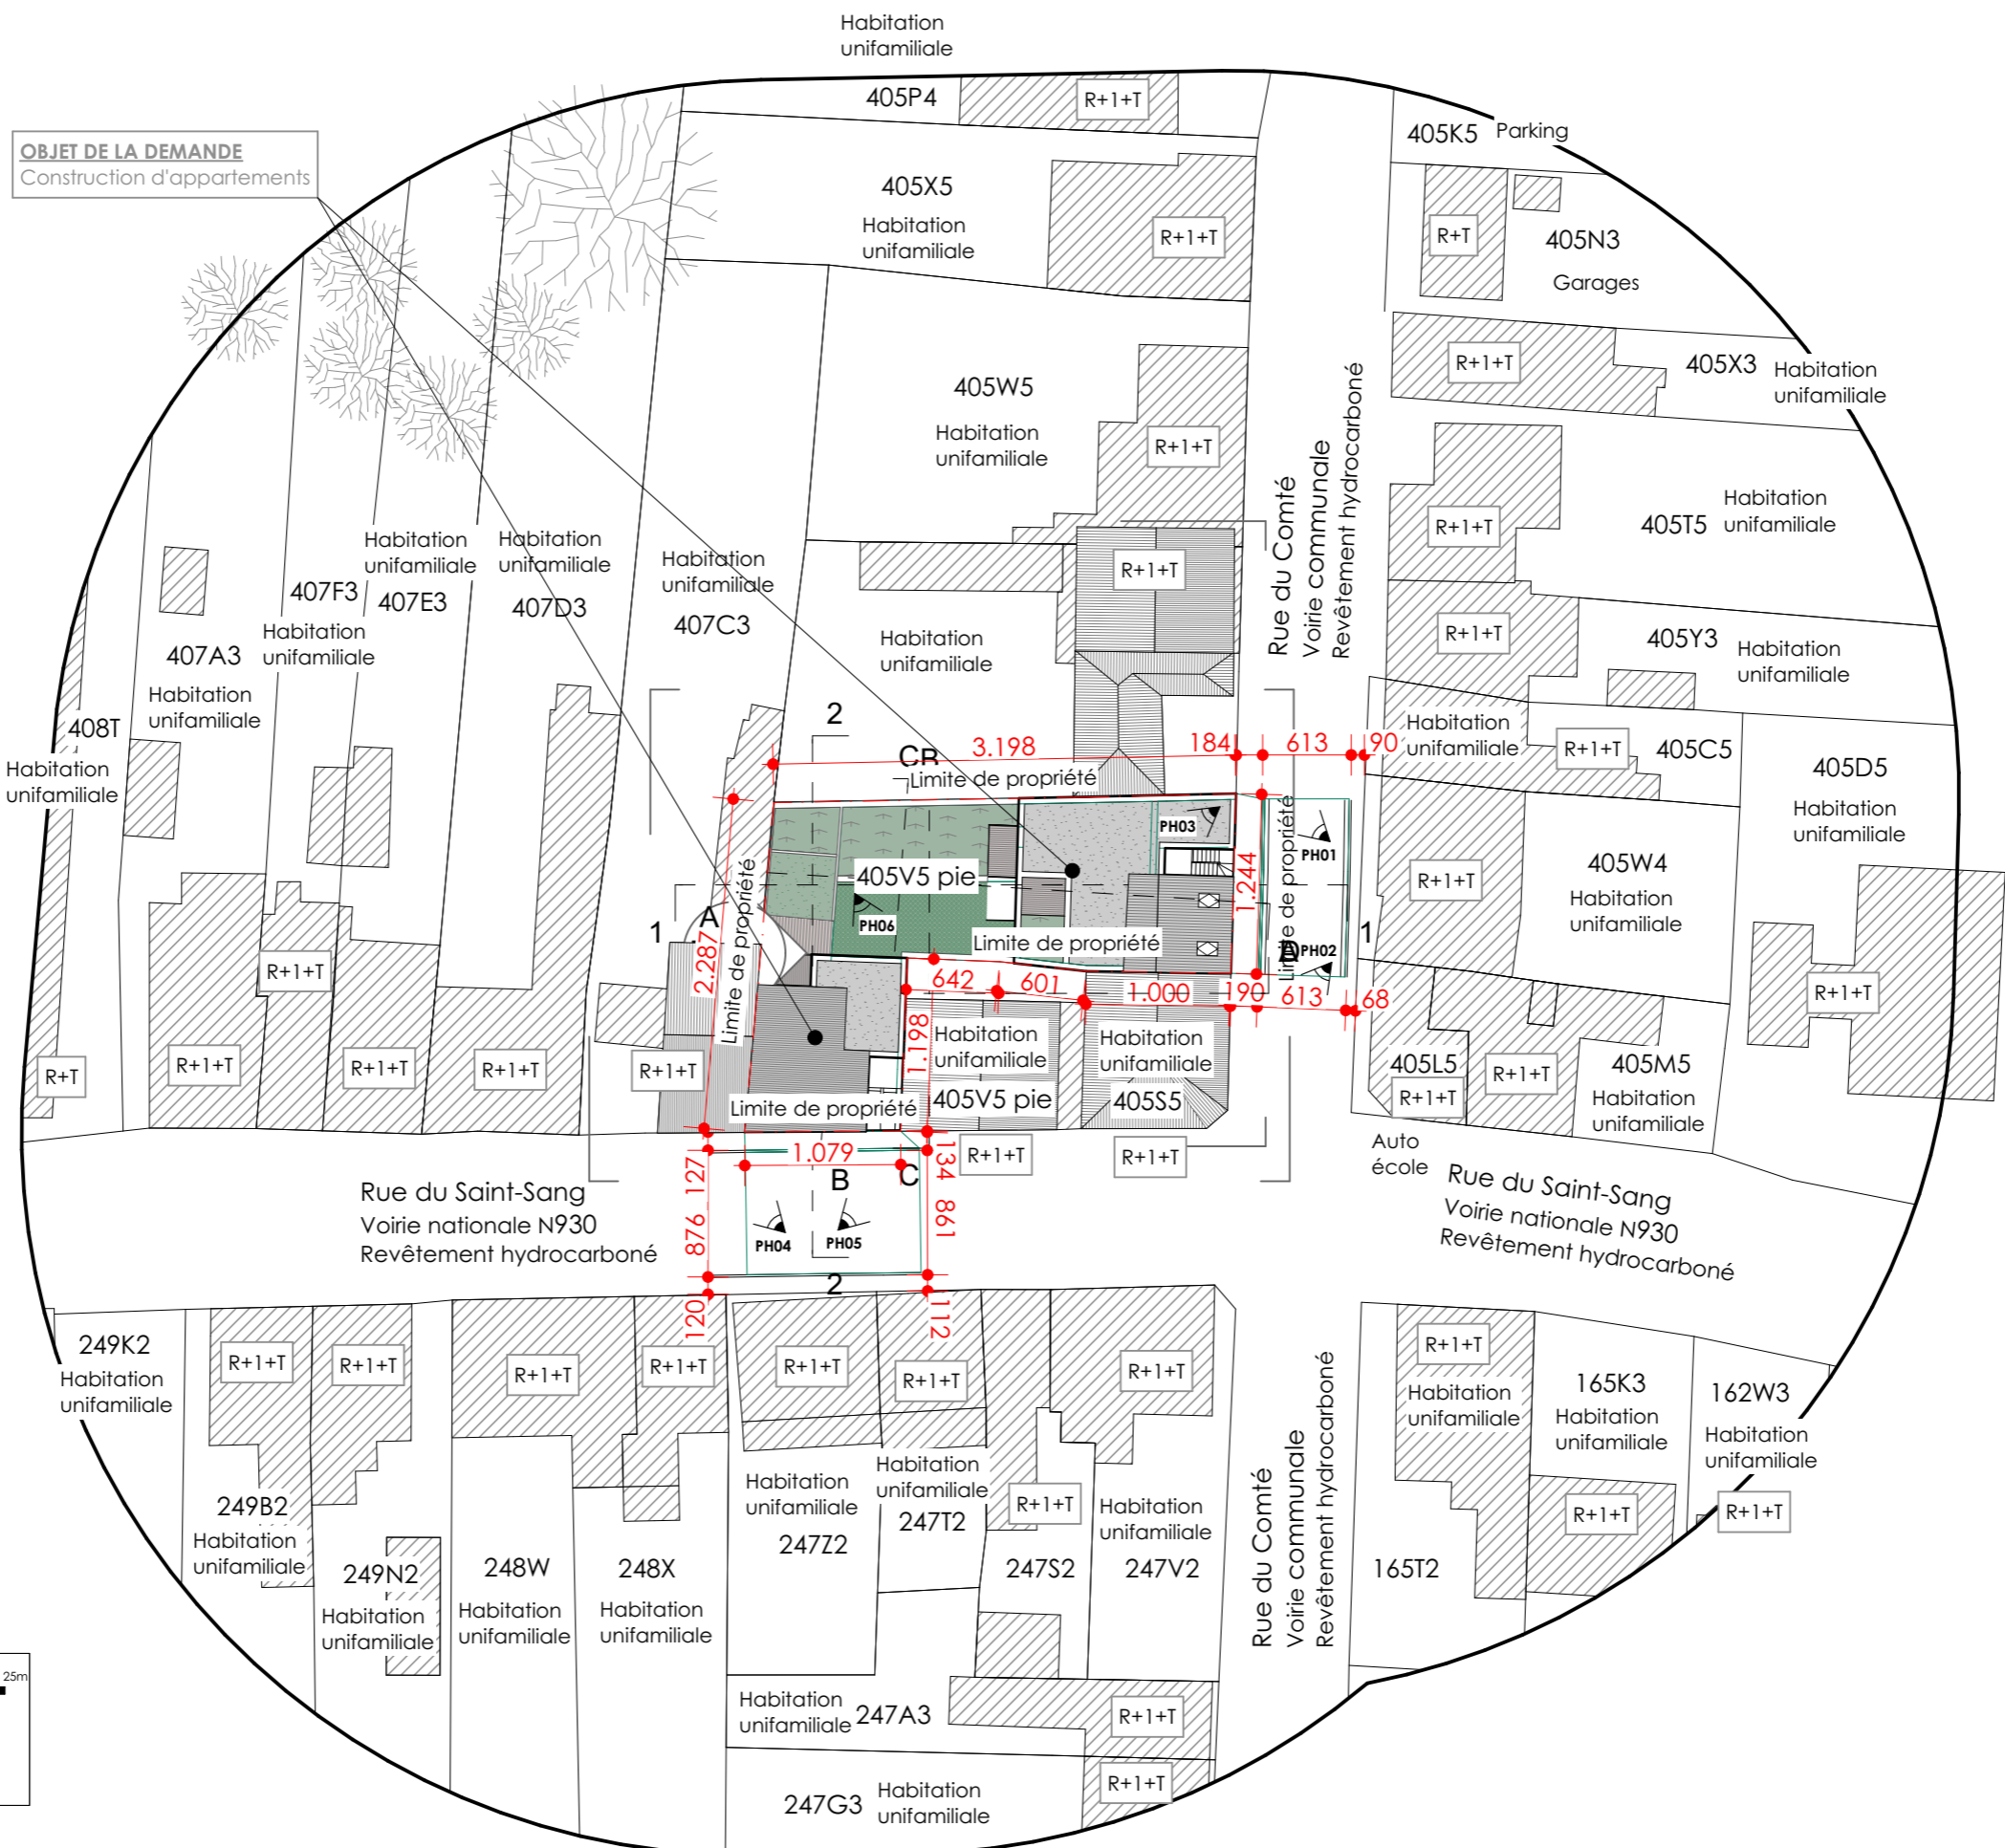 Habitation
unifamiliale
405P4
R+1+T
405K5
Parking
OBJET DE LA DEMANDE
Construction d'appartements
405X5
Habitation
unifamiliale
R+1+T
R+T
405N3
Garages
405W5
Habitation
unifamiliale
R+1+T
R+1+T
405X3
Habitation
unifamiliale
Rue du Comté
Voirie communale
Revêtement hydrocarboné
R+1+T
405T5
Habitation
unifamiliale
R+1+T
Habitation
unifamiliale
407F3
Habitation
unifamiliale
407E3
Habitation
unifamiliale
407D3
Habitation
unifamiliale
407C3
407A3
Habitation
unifamiliale
Habitation
unifamiliale
R+1+T
405Y3
Habitation
unifamiliale
408T
Habitation
unifamiliale
2
CB
3.198
184
613
90
Limite de propriété
Habitation
unifamiliale
R+1+T
405C5
405D5
Habitation
unifamiliale
PH03
PH01
405V5 pie
1.244
Limite de propriété
R+1+T
405W4
Habitation
unifamiliale
1
A
2.287
Limite de propriété
PH06
Limite de propriété
PH02
1
R+1+T
642
601
1.000
190
613
68
R+1+T
1.198
Habitation
unifamiliale
405V5 pie
Habitation
unifamiliale
405S5
R+T
R+1+T
R+1+T
R+1+T
R+1+T
Limite de propriété
405L5
R+1+T
R+1+T
405M5
Habitation
unifamiliale
Auto
école
R+1+T
R+1+T
127
1.079
134
B
C
876
861
PH04
PH05
2
120
112
Rue du Saint-Sang
Voirie nationale N930
Revêtement hydrocarboné
Rue du Saint-Sang
Voirie nationale N930
Revêtement hydrocarboné
249K2
Habitation
unifamiliale
R+1+T
R+1+T
R+1+T
R+1+T
R+1+T
R+1+T
R+1+T
R+1+T
Habitation
unifamiliale
165K3
Habitation
unifamiliale
162W3
Habitation
unifamiliale
249B2
Habitation
unifamiliale
249N2
Habitation
unifamiliale
248W
Habitation
unifamiliale
248X
Habitation
unifamiliale
Habitation
unifamiliale
247Z2
Habitation
unifamiliale
247T2
R+1+T
247S2
Habitation
unifamiliale
247V2
Rue du Comté
Voirie communale
Revêtement hydrocarboné
165T2
R+1+T
R+1+T
25m
Habitation
unifamiliale
247A3
R+1+T
247G3
Habitation
unifamiliale
R+1+T